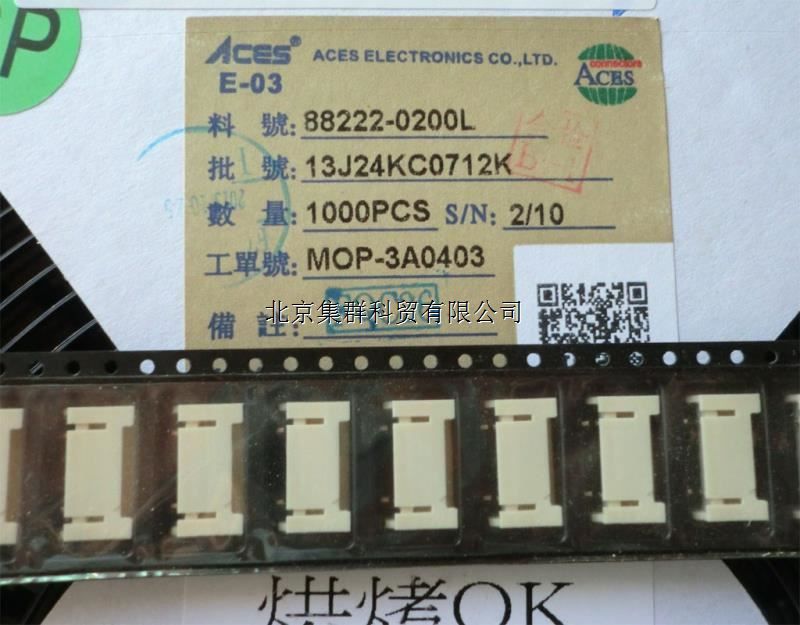 P
ACES® ACES ELECTRONICS CO.,LTD.
connectors
ACES
E-03
料 號: 88222-0200L
批 號: 13J24KC0712K
數 量: 1000PCS S/N: 2/10
工單號: MOP-3A0403
北京集群科贸有限公司
備 註:
烘烤OK